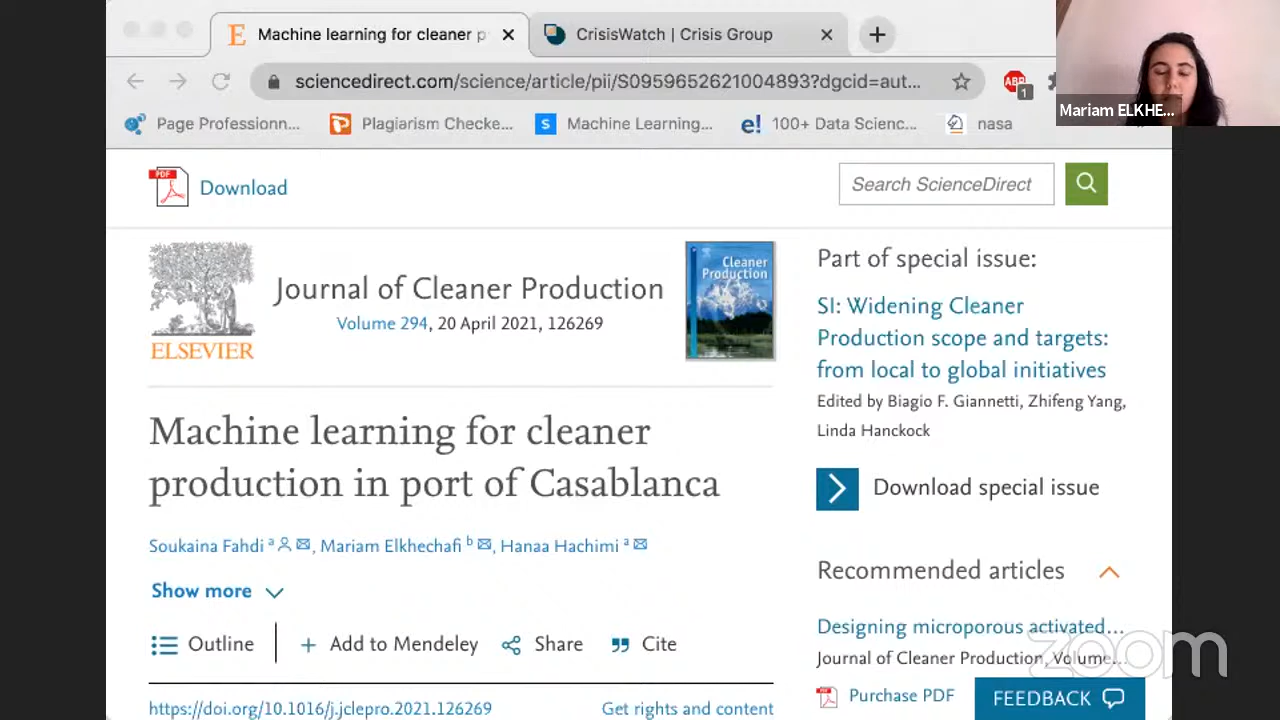 Machine learning for cleaner p
CrisisWatch | Crisis Group
sciencedirect.com/science/article/pii/S0959652621004893?dgcid=aut...
ABP
1
Page Professionn...
Plagiarism Checke...
S
Machine Learning...
e!
100+ Data Scienc...
nasa
Mariam ELKHE...
PDF
Download
Search ScienceDirect
ELSEVIER
Journal of Cleaner Production
Volume 294, 20 April 2021, 126269
Cleaner
Production
Part of special issue:
SI: Widening Cleaner
Production scope and targets:
from local to global initiatives
Edited by Biagio F. Giannetti, Zhifeng Yang,
Linda Hanckock
Download special issue
Machine learning for cleaner
production in port of Casablanca
Soukaina Fahdi a, Mariam Elkhechafi b, Hanaa Hachimi a
Show more
Outline
Add to Mendeley
Share
Cite
https://doi.org/10.1016/j.jclepro.2021.126269
Get rights and content
Recommended articles
Designing microporous activated...
Journal of Cleaner Production, Volume...
Purchase PDF
FEEDBACK
zoom